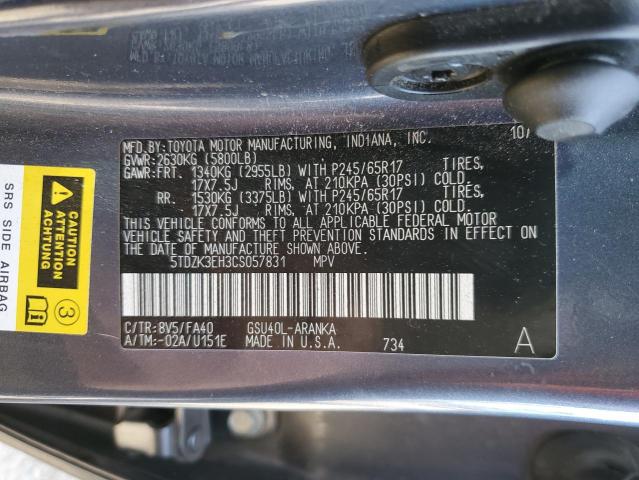 MFD.BY:TOYOTA MOTOR MANUFACTURING, INDIANA, INC. 10/
GVWR:2630KG (5800LB)
GAWR:FRT. 1340KG (2955LB) WITH P245/65R17 TIRES,
17X7.5J RIMS, AT 210KPA (30PSI) COLD.
RR. 1530KG (3375LB) WITH P245/65R17 TIRES,
17X7.5J RIMS, AT 210KPA (30PSI) COLD.
THIS VEHICLE CONFORMS TO ALL APPLICABLE FEDERAL MOTOR
VEHICLE SAFETY AND THEFT PREVENTION STANDARDS IN EFFECT ON
THE DATE OF MANUFACTURE SHOWN ABOVE.
5TDZK3EH3CS057831 MPV
C/TR:8V5/FA40 GSU40L-ARANKA
A/TM:-02A/U151E MADE IN U.S.A. 734 A
CAUTION
ATTENTION
ACHTUNG
3
SRS SIDE AIRBAG